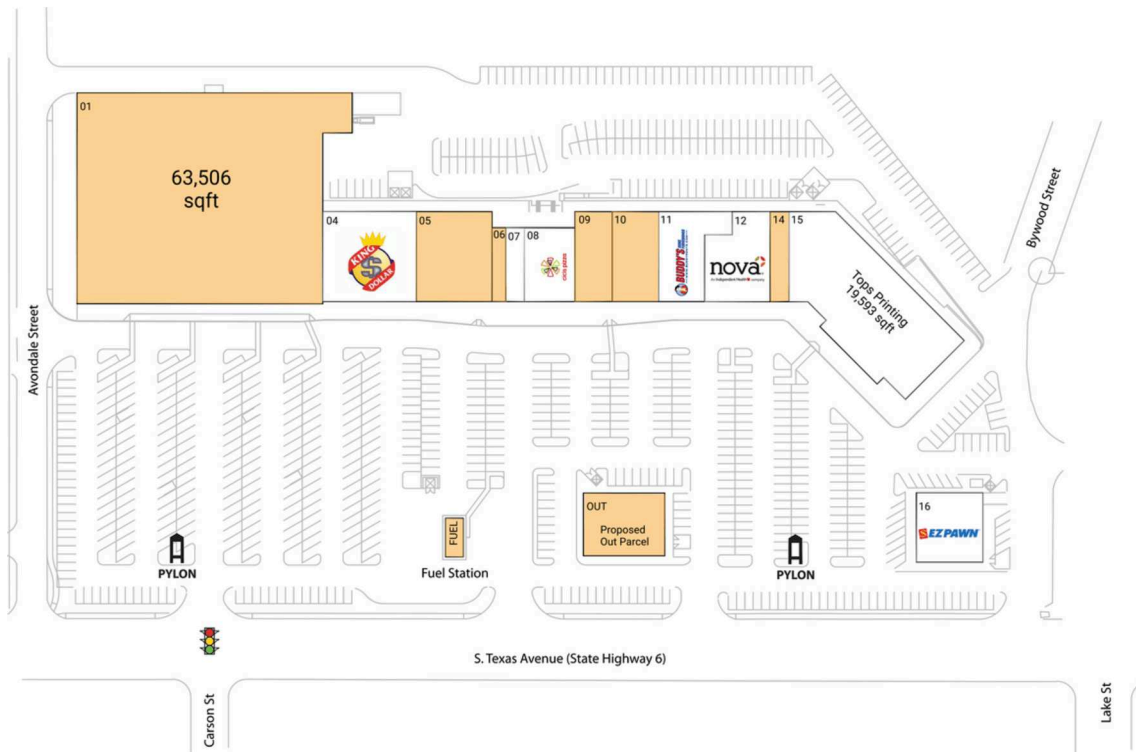 01
63,506
sqft
04
KING
$
DOLLAR
05
06
07
08
cicis pizza
09
10
11
BUDDY'S
12
nova
14
15
Tops Printing
19,593 sqft
Bywood Street
Avondale Street
FUEL
Fuel Station
OUT
Proposed
Out Parcel
16
EZPAWN
PYLON
PYLON
S. Texas Avenue (State Highway 6)
Carson St
Lake St